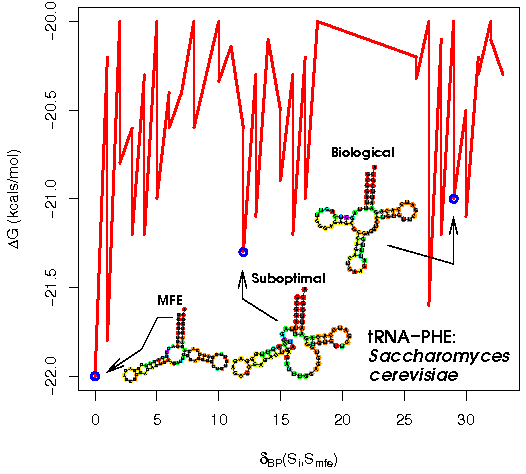 −20.0
−20.5
−21.0
−21.5
−22.0
ΔG (kcals/mol)
Biological
Suboptimal
MFE
tRNA−PHE:
Saccharomyces
cerevisiae
0 5 10 15 20 25 30
δBP(Si,Smfe)